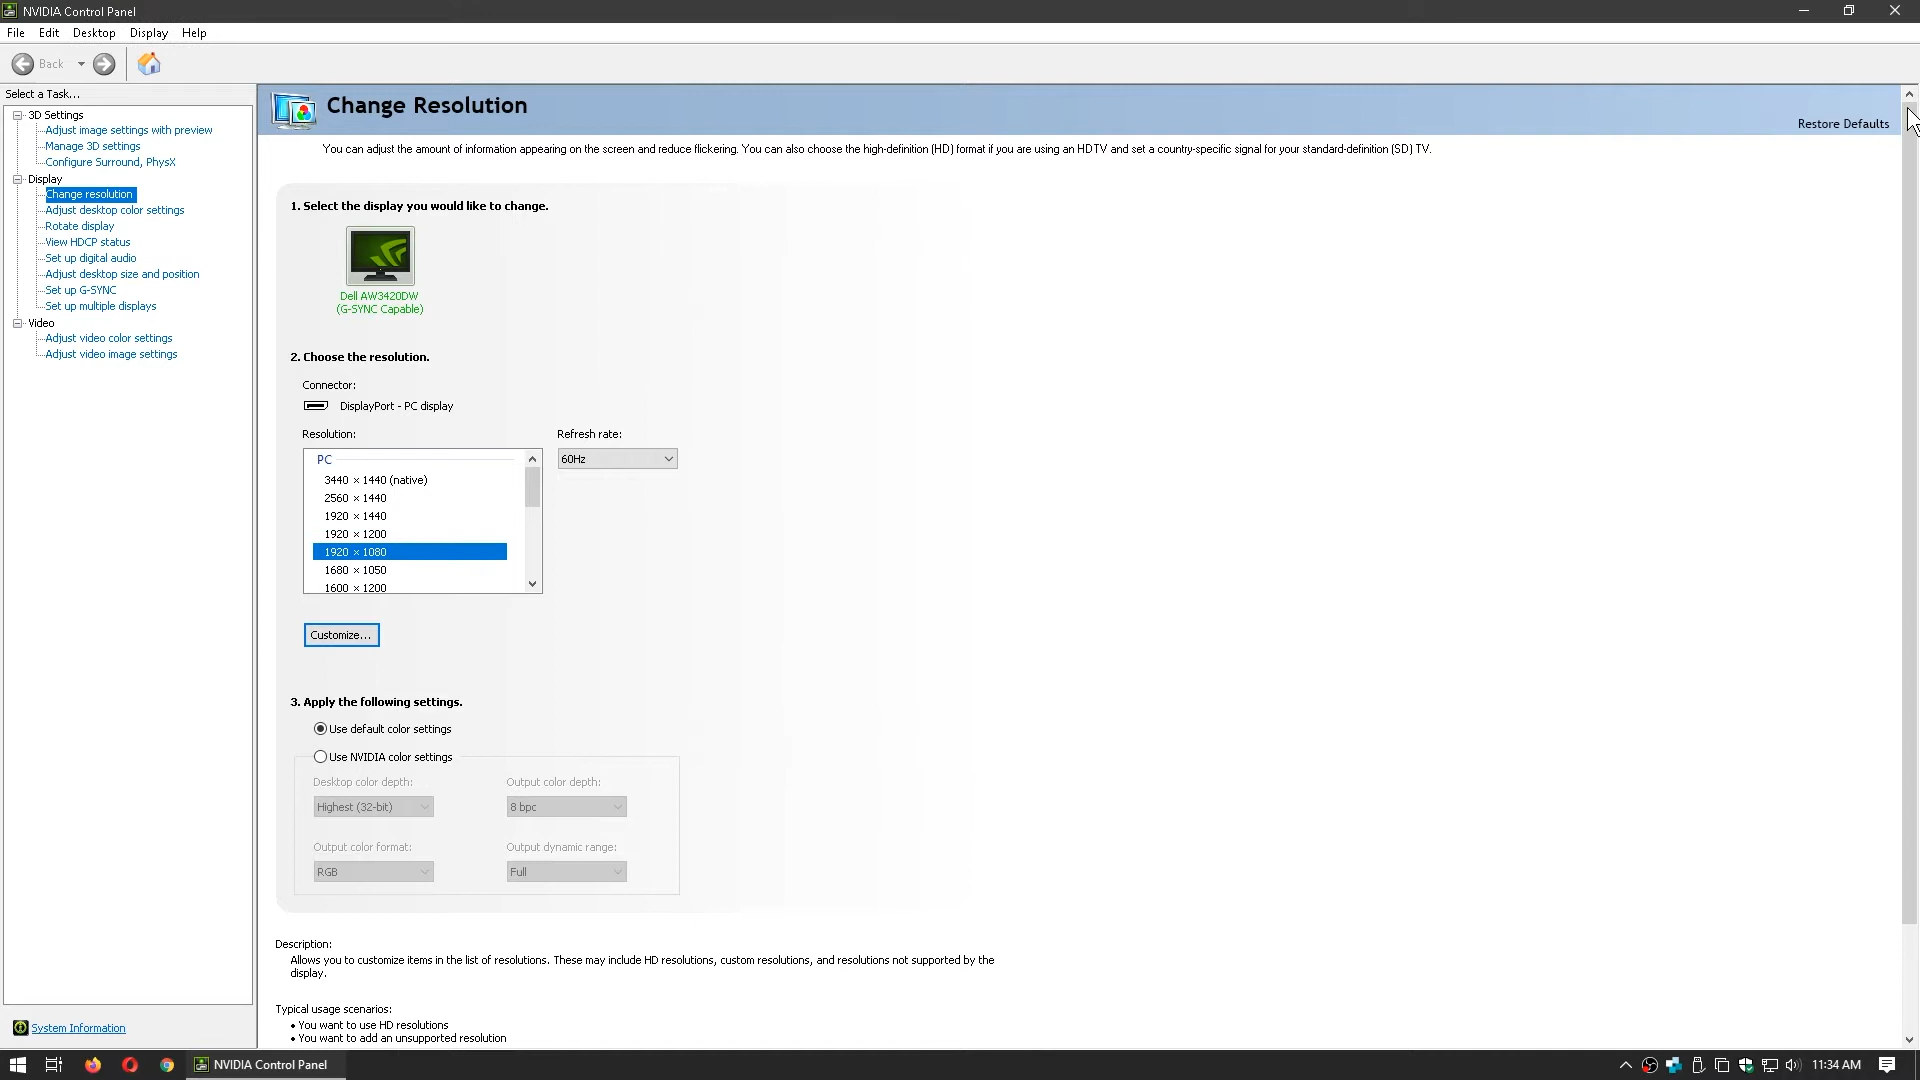 NVIDIA Control Panel
File Edit Desktop Display Help
Back
Select a Task...
3D Settings
Adjust image settings with preview
Manage 3D settings
Configure Surround, PhysX
Display
Change resolution
Adjust desktop color settings
Rotate display
View HDCP status
Set up digital audio
Adjust desktop size and position
Set up G-SYNC
Set up multiple displays
Video
Adjust video color settings
Adjust video image settings
System Information
Change Resolution
Restore Defaults
You can adjust the amount of information appearing on the screen and reduce flickering. You can also choose the high-definition (HD) format if you are using an HDTV and set a country-specific signal for your standard-definition (SD) TV.
1. Select the display you would like to change.
Dell AW3420DW
(G-SYNC Capable)
2. Choose the resolution.
Connector:
DisplayPort - PC display
Resolution:
Refresh rate:
PC
60Hz
3440 × 1440 (native)
2560 × 1440
1920 × 1440
1920 × 1200
1920 × 1080
1680 × 1050
1600 × 1200
Customize...
3. Apply the following settings.
Use default color settings
Use NVIDIA color settings
Desktop color depth: Output color depth:
Highest (32-bit) 8 bpc
Output color format: Output dynamic range:
RGB Full
Description:
Allows you to customize items in the list of resolutions. These may include HD resolutions, custom resolutions, and resolutions not supported by the
display.
Typical usage scenarios:
• You want to use HD resolutions
• You want to add an unsupported resolution
NVIDIA Control Panel
11:34 AM